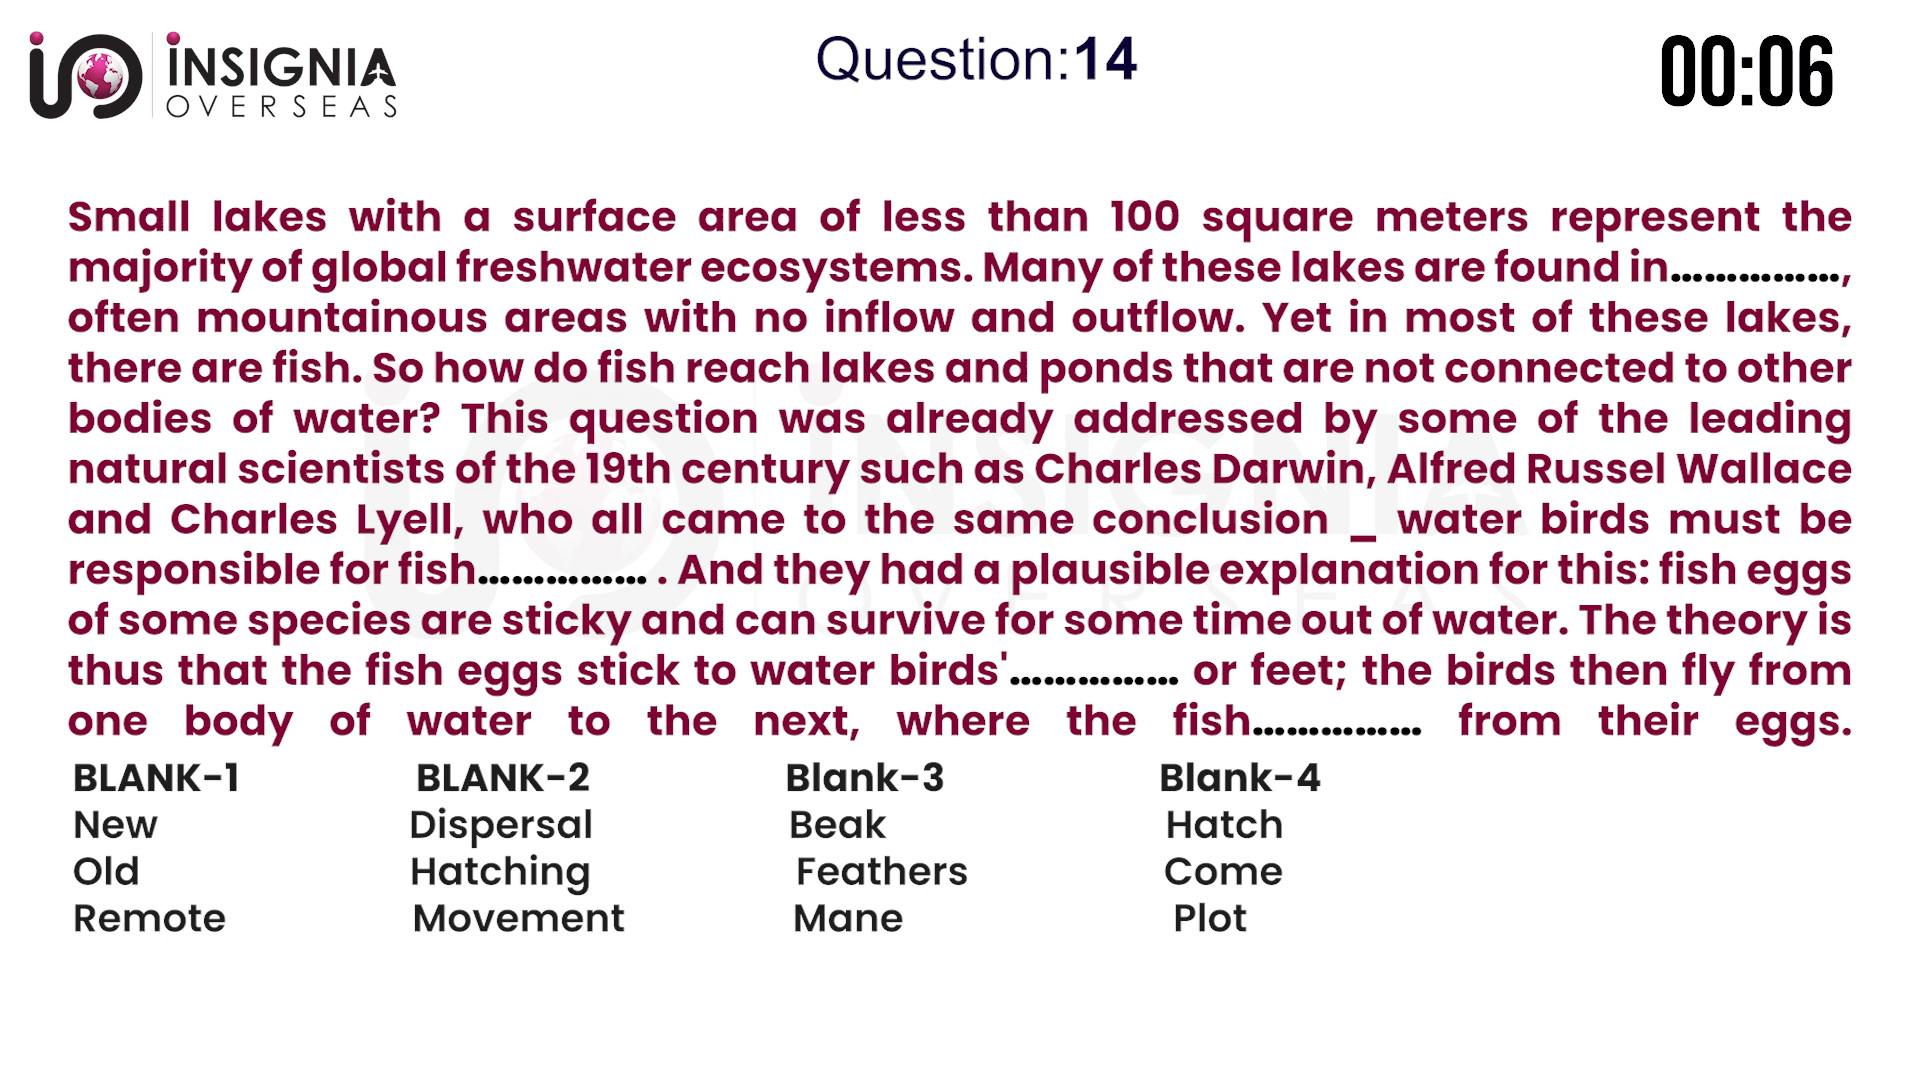 INSIGNIA
OVERSEAS
Question:14
00:06
Small lakes with a surface area of less than 100 square meters represent the
majority of global freshwater ecosystems. Many of these lakes are found in……………,
often mountainous areas with no inflow and outflow. Yet in most of these lakes,
there are fish. So how do fish reach lakes and ponds that are not connected to other
bodies of water? This question was already addressed by some of the leading
natural scientists of the 19th century such as Charles Darwin, Alfred Russel Wallace
and Charles Lyell, who all came to the same conclusion _ water birds must be
responsible for fish…………… . And they had a plausible explanation for this: fish eggs
of some species are sticky and can survive for some time out of water. The theory is
thus that the fish eggs stick to water birds'…………… or feet; the birds then fly from
one body of water to the next, where the fish…………… from their eggs.
BLANK-1 BLANK-2 Blank-3 Blank-4
New Dispersal Beak Hatch
Old Hatching Feathers Come
Remote Movement Mane Plot